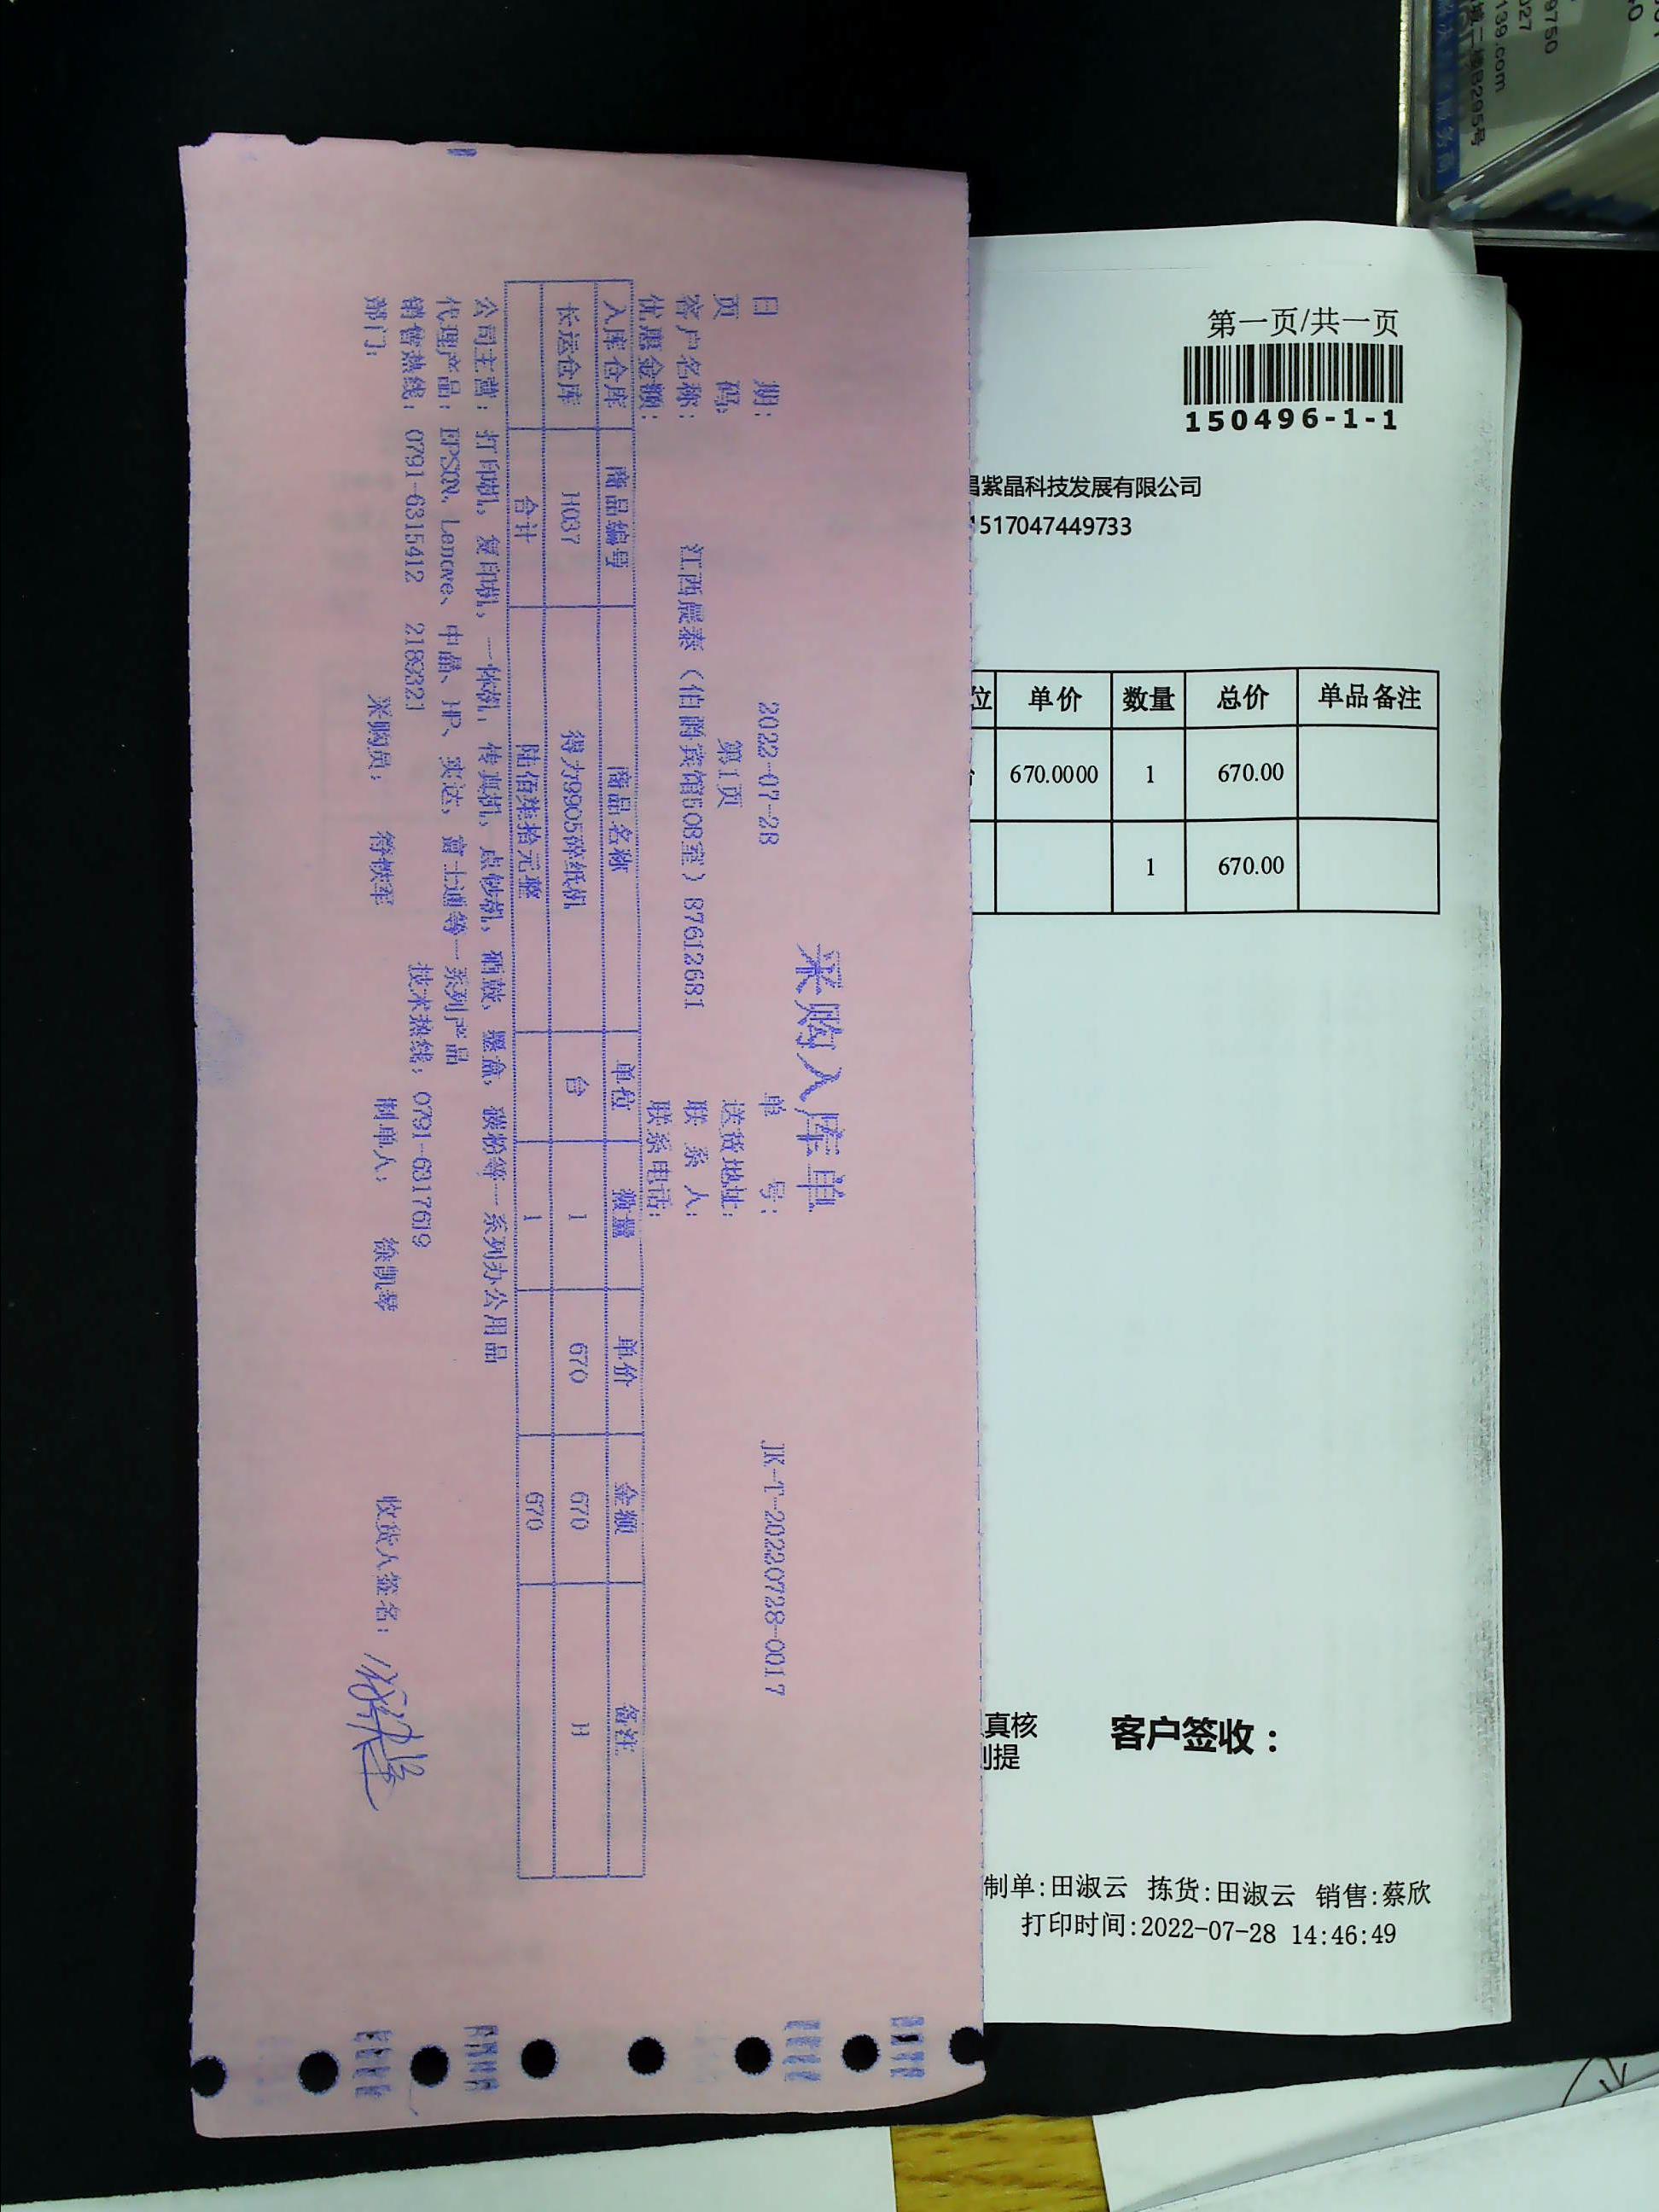 采购入库单
日 期： 2022-07-28 单 号： JK-T-20220728-0017
页 码： 第1页 送货地址：
客户名称： 江西晨泰（伯爵宾馆508室）87612681 联 系 人：
优惠金额： 联系电话：
入库仓库 商品编号 商品名称 单位 数量 单价 金额 备注
长运仓库 H037 得力9905碎纸机 台 1 670 670 H
合计 陆佰柒拾元整 1 670
公司主营： 打印机，复印机，一体机，传真机，点钞机，硒鼓，墨盒，碳粉等一系列办公用品
代理产品： EPSON、Lenove、中晶、HP、实达，富士通等一系列产品
销售热线： 0791-6315412 2189321 技术热线： 0791-6317619
部门： 采购员： 制单人： 收货人签名：
第一页/共一页
150496-1-1
昌紫晶科技发展有限公司
517047449733
位 单价 数量 总价 单品备注
670.0000 1 670.00
1 670.00
真核
别提
客户签收：
制单:田淑云 拣货:田淑云 销售:蔡欣
打印时间:2022-07-28 14:46:49
9750
027
139.com